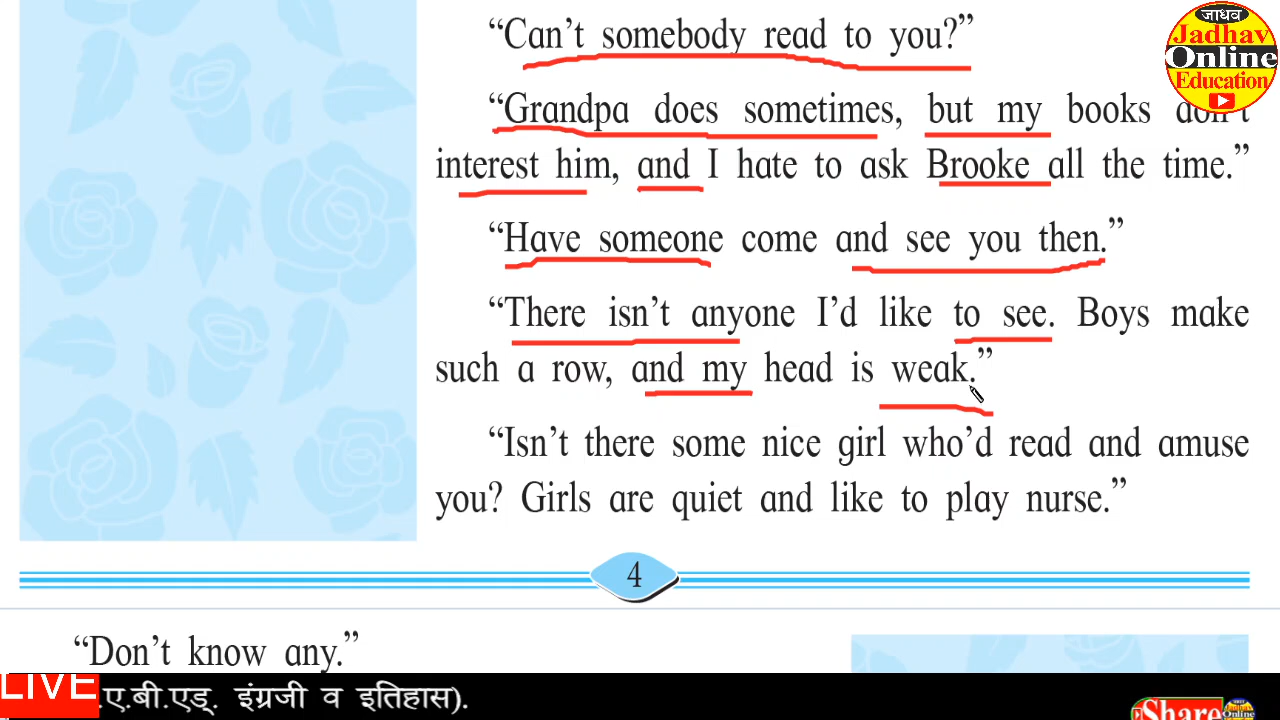 “Can’t somebody read to you?”
जाधव
Jadhav
Online
Education
“Grandpa does sometimes, but my books don’t
interest him, and I hate to ask Brooke all the time.”
“Have someone come and see you then.”
“There isn’t anyone I’d like to see. Boys make
such a row, and my head is weak.”
“Isn’t there some nice girl who’d read and amuse
you? Girls are quiet and like to play nurse.”
4
“Don’t know any.”
LIVE .ए.बी.एड्. इंग्रजी व इतिहास).
Share Online